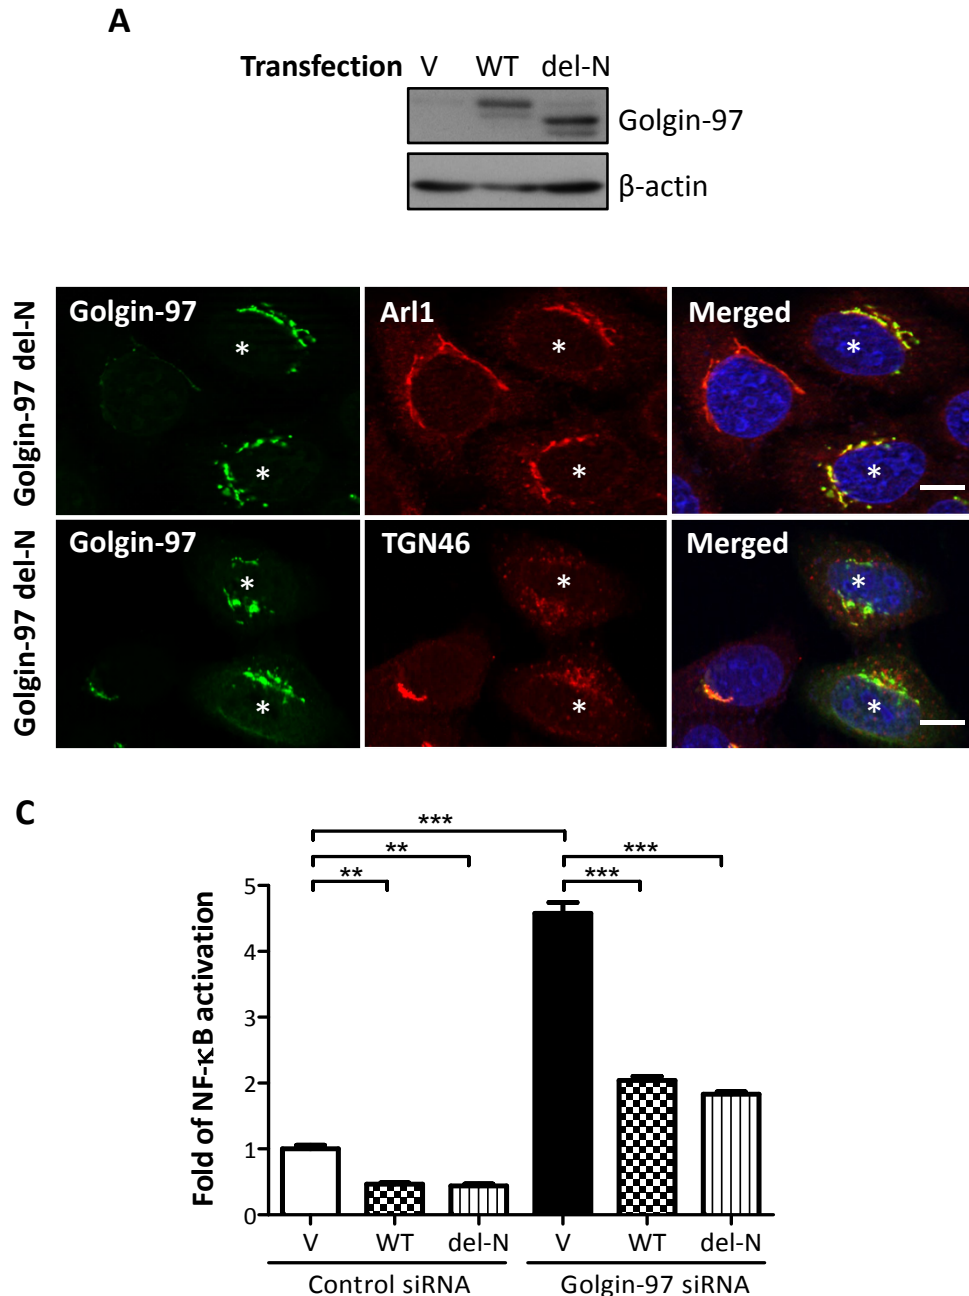 A
Transfection V WT del-N
Golgin-97
β-actin
Golgin-97 del-N
Golgin-97
Arl1
Merged
*
*
*
*
*
*
Golgin-97 del-N
Golgin-97
TGN46
Merged
*
*
*
*
*
*
C
***
**
***
**
***
Fold of NF-κB activation
5
4
3
2
1
0
V WT del-N V WT del-N
Control siRNA Golgin-97 siRNA